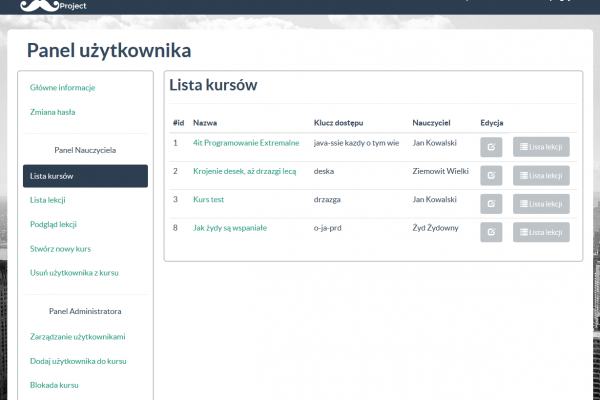 Project
Panel użytkownika
Główne informacje
Zmiana hasła
Panel Nauczyciela
Lista kursów
Lista lekcji
Podgląd lekcji
Stwórz nowy kurs
Usuń użytkownika z kursu
Panel Administratora
Zarządzanie użytkownikami
Dodaj użytkownika do kursu
Blokada kursu
Lista kursów
#id Nazwa Klucz dostępu Nauczyciel Edycja
1 4it Programowanie Extremalne java-ssie kazdy o tym wie Jan Kowalski Lista lekcji
2 Krojenie desek, aż drzazgi lecą deska Ziemowit Wielki Lista lekcji
3 Kurs test drzazga Jan Kowalski Lista lekcji
8 Jak żydy są wspaniałe o-ja-prd Żyd Żydowny Lista lekcji